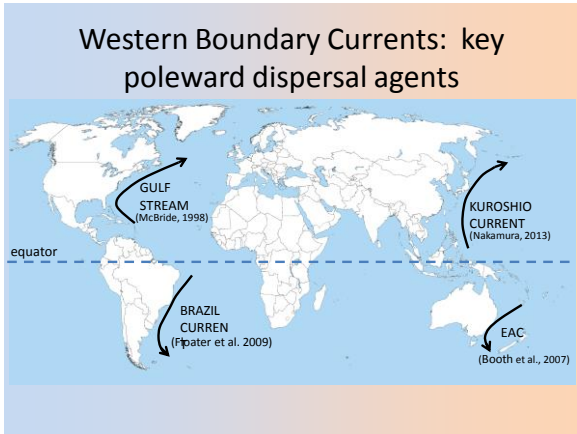 Western Boundary Currents: key
poleward dispersal agents
GULF
STREAM
(McBride, 1998)
KUROSHIO
CURRENT
(Nakamura, 2013)
equator
BRAZIL
CURREN
T
(Floater et al. 2009)
EAC
(Booth et al., 2007)